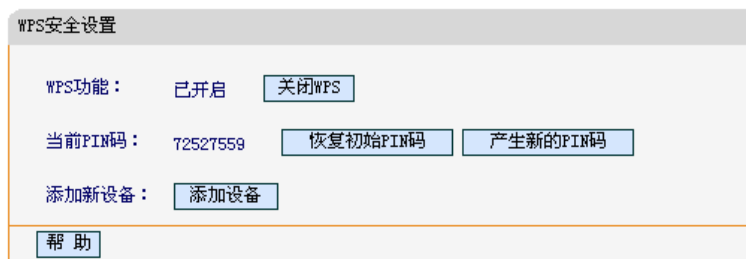 WPS安全设置
WPS功能： 已开启 关闭WPS
当前PIN码： 72527559 恢复初始PIN码 产生新的PIN码
添加新设备： 添加设备
帮 助